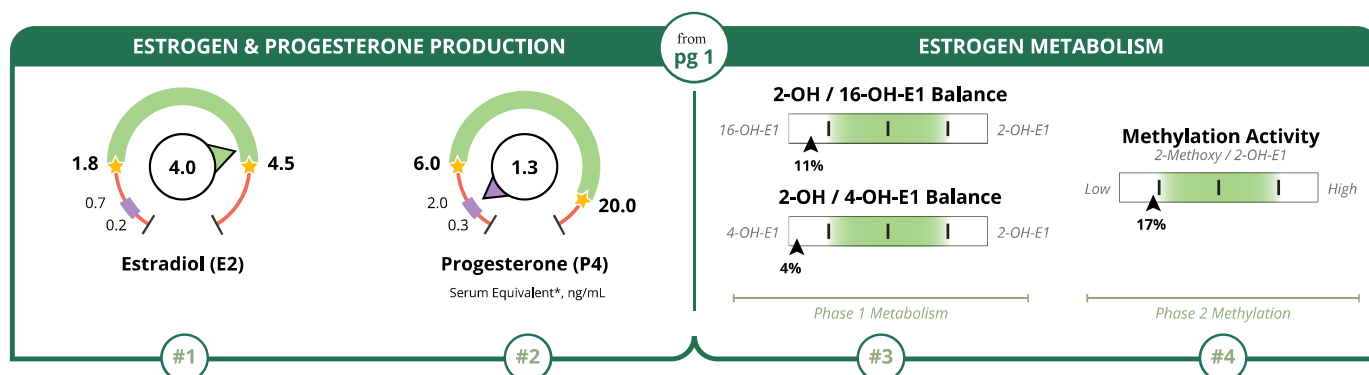 ESTROGEN & PROGESTERONE PRODUCTION
from
pg 1
ESTROGEN METABOLISM
1.8
4.0
4.5
0.7
0.2
Estradiol (E2)
6.0
1.3
2.0
0.3
20.0
Progesterone (P4)
Serum Equivalent*, ng/mL
2-OH / 16-OH-E1 Balance
16-OH-E1
2-OH-E1
11%
2-OH / 4-OH-E1 Balance
4-OH-E1
2-OH-E1
4%
Phase 1 Metabolism
Methylation Activity
2-Methoxy / 2-OH-E1
Low
High
17%
Phase 2 Methylation
#1
#2
#3
#4